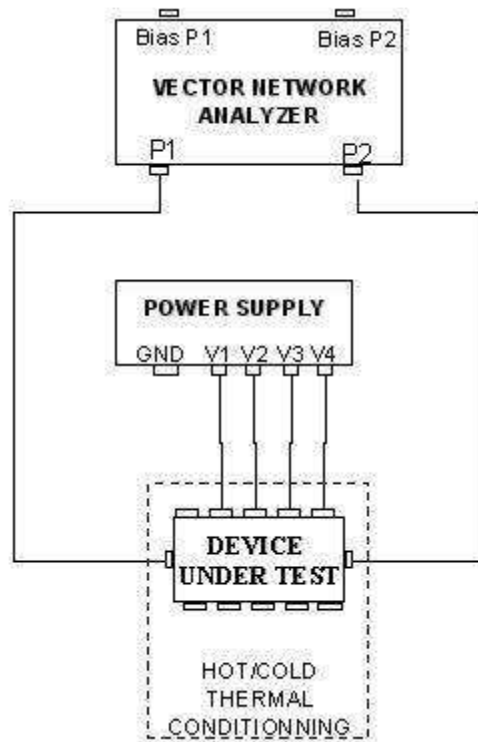 Bias P1 Bias P2
VECTOR NETWORK
ANALYZER
P1 P2
POWER SUPPLY
GND V1 V2 V3 V4
DEVICE
UNDER TEST
HOT/COLD
THERMAL
CONDITIONNING